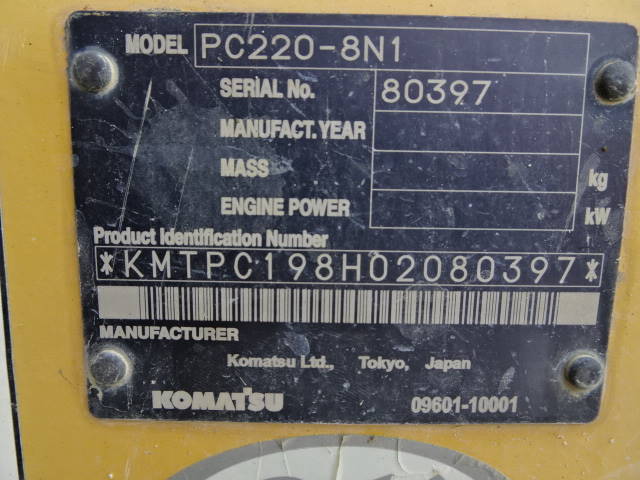 MODEL PC220-8N1
SERIAL No. 80397
MANUFACT. YEAR
MASS kg
ENGINE POWER kW
Product Identification Number
*KMTPC198H02080397*
MANUFACTURER
Komatsu Ltd., Tokyo, Japan
KOMATSU 09601-10001